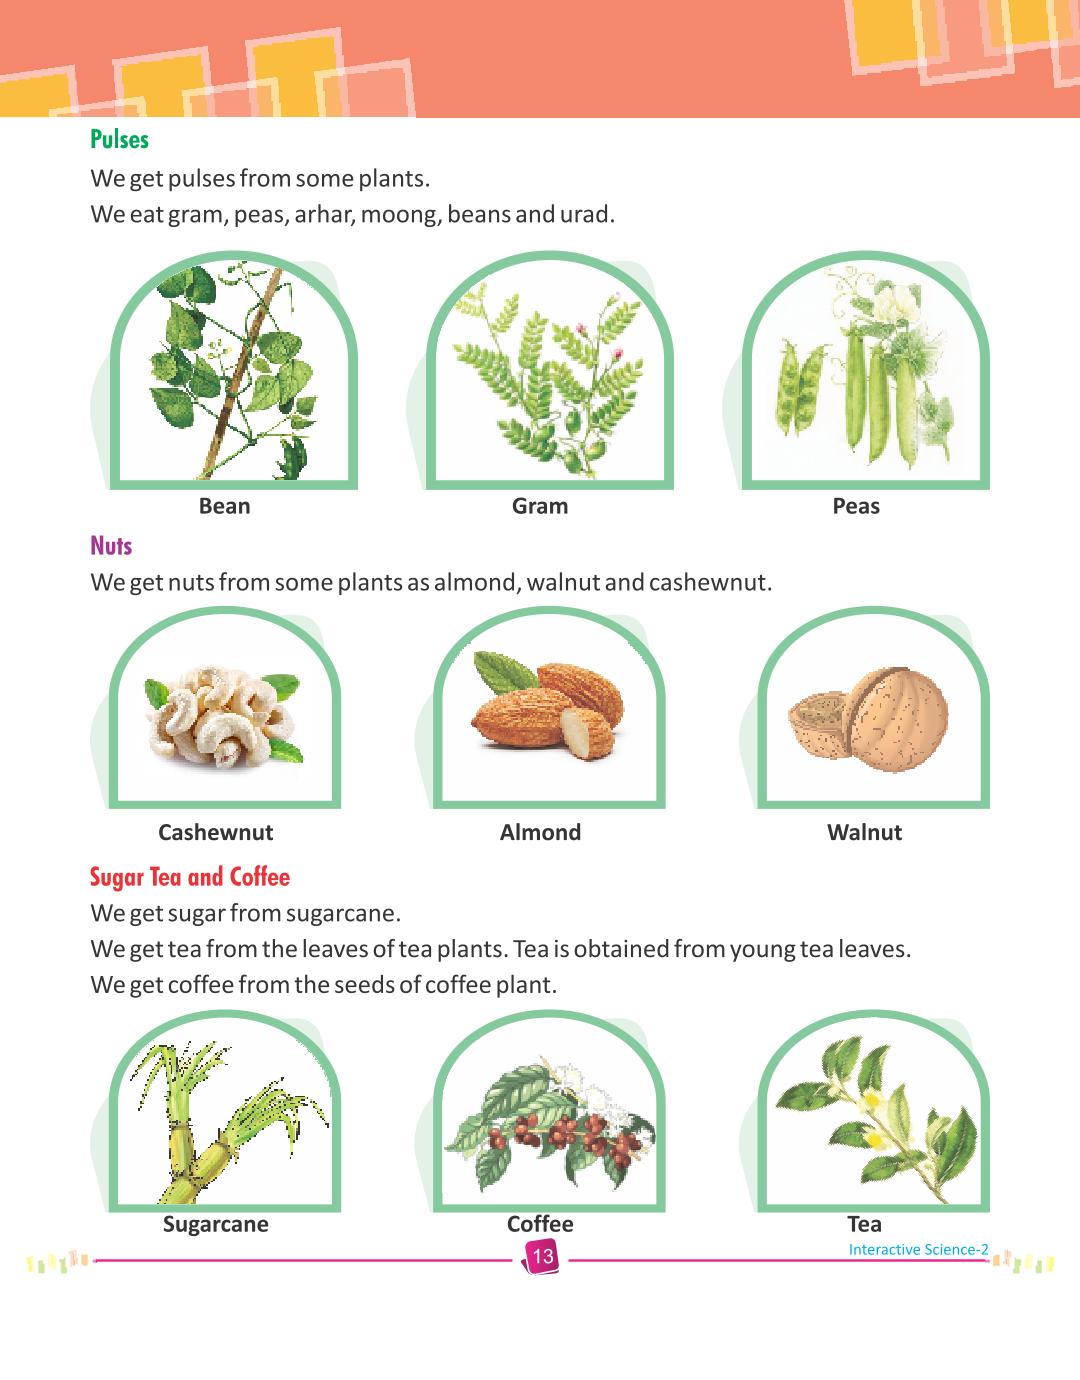 Pulses
We get pulses from some plants.
We eat gram, peas, arhar, moong, beans and urad.
Bean
Gram
Peas
Nuts
We get nuts from some plants as almond, walnut and cashewnut.
Cashewnut
Almond
Walnut
Sugar Tea and Coffee
We get sugar from sugarcane.
We get tea from the leaves of tea plants. Tea is obtained from young tea leaves.
We get coffee from the seeds of coffee plant.
Sugarcane
Coffee
Tea
Interactive Science-2
13